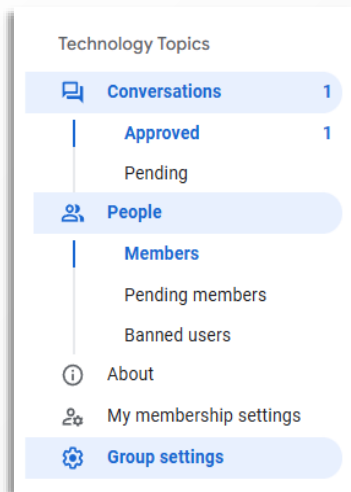 Technology Topics
Conversations 1
Approved 1
Pending
People
Members
Pending members
Banned users
About
My membership settings
Group settings